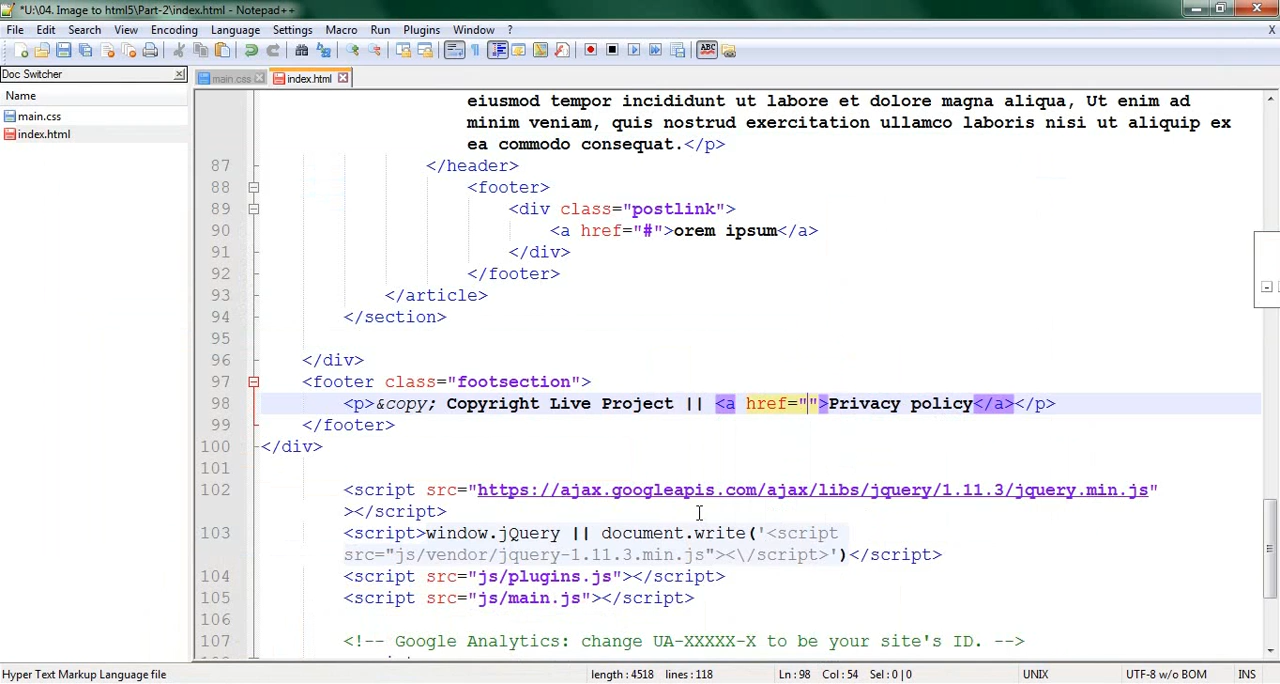 *U:\04. Image to html5\Part-2\index.html - Notepad++
File Edit Search View Encoding Language Settings Macro Run Plugins Window ? X
Doc Switcher
main.css index.html
Name
main.css
index.html
eiusmod tempor incididunt ut labore et dolore magna aliqua, Ut enim ad
minim veniam, quis nostrud exercitation ullamco laboris nisi ut aliquip ex
ea commodo consequat.</p>
87 </header>
88 <footer>
89 <div class="postlink">
90 <a href="#">orem ipsum</a>
91 </div>
92 </footer>
93 </article>
94 </section>
95
96 </div>
97 <footer class="footsection">
98 <p>&copy; Copyright Live Project || <a href="">Privacy policy</a></p>
99 </footer>
100 </div>
101
102 <script src="https://ajax.googleapis.com/ajax/libs/jquery/1.11.3/jquery.min.js"
></script>
103 <script>window.jQuery || document.write('<script
src="js/vendor/jquery-1.11.3.min.js"><\/script>')</script>
104 <script src="js/plugins.js"></script>
105 <script src="js/main.js"></script>
106
107 <!-- Google Analytics: change UA-XXXXX-X to be your site's ID. -->
Hyper Text Markup Language file length : 4518 lines : 118 Ln : 98 Col : 54 Sel : 0 | 0 UNIX UTF-8 w/o BOM INS